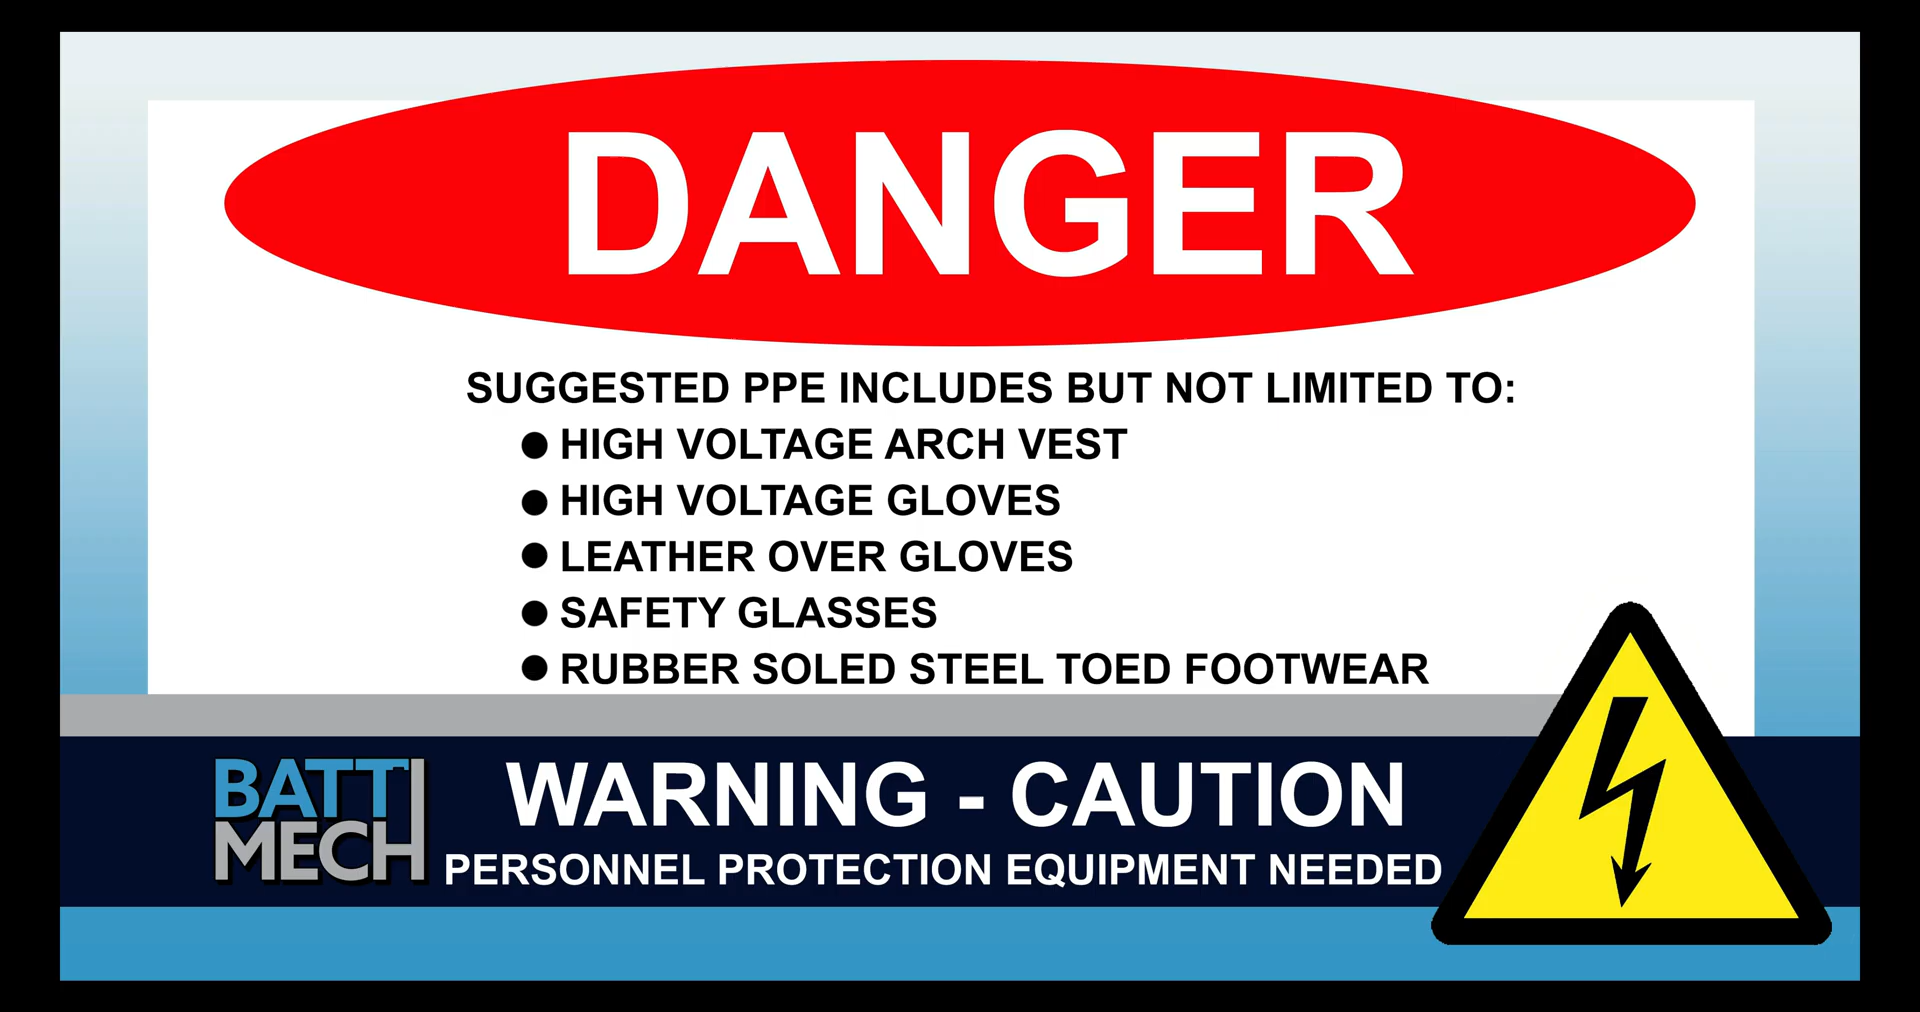 DANGER
SUGGESTED PPE INCLUDES BUT NOT LIMITED TO:
● HIGH VOLTAGE ARCH VEST
● HIGH VOLTAGE GLOVES
● LEATHER OVER GLOVES
● SAFETY GLASSES
● RUBBER SOLED STEEL TOED FOOTWEAR
BATTI
MECH
WARNING - CAUTION
PERSONNEL PROTECTION EQUIPMENT NEEDED